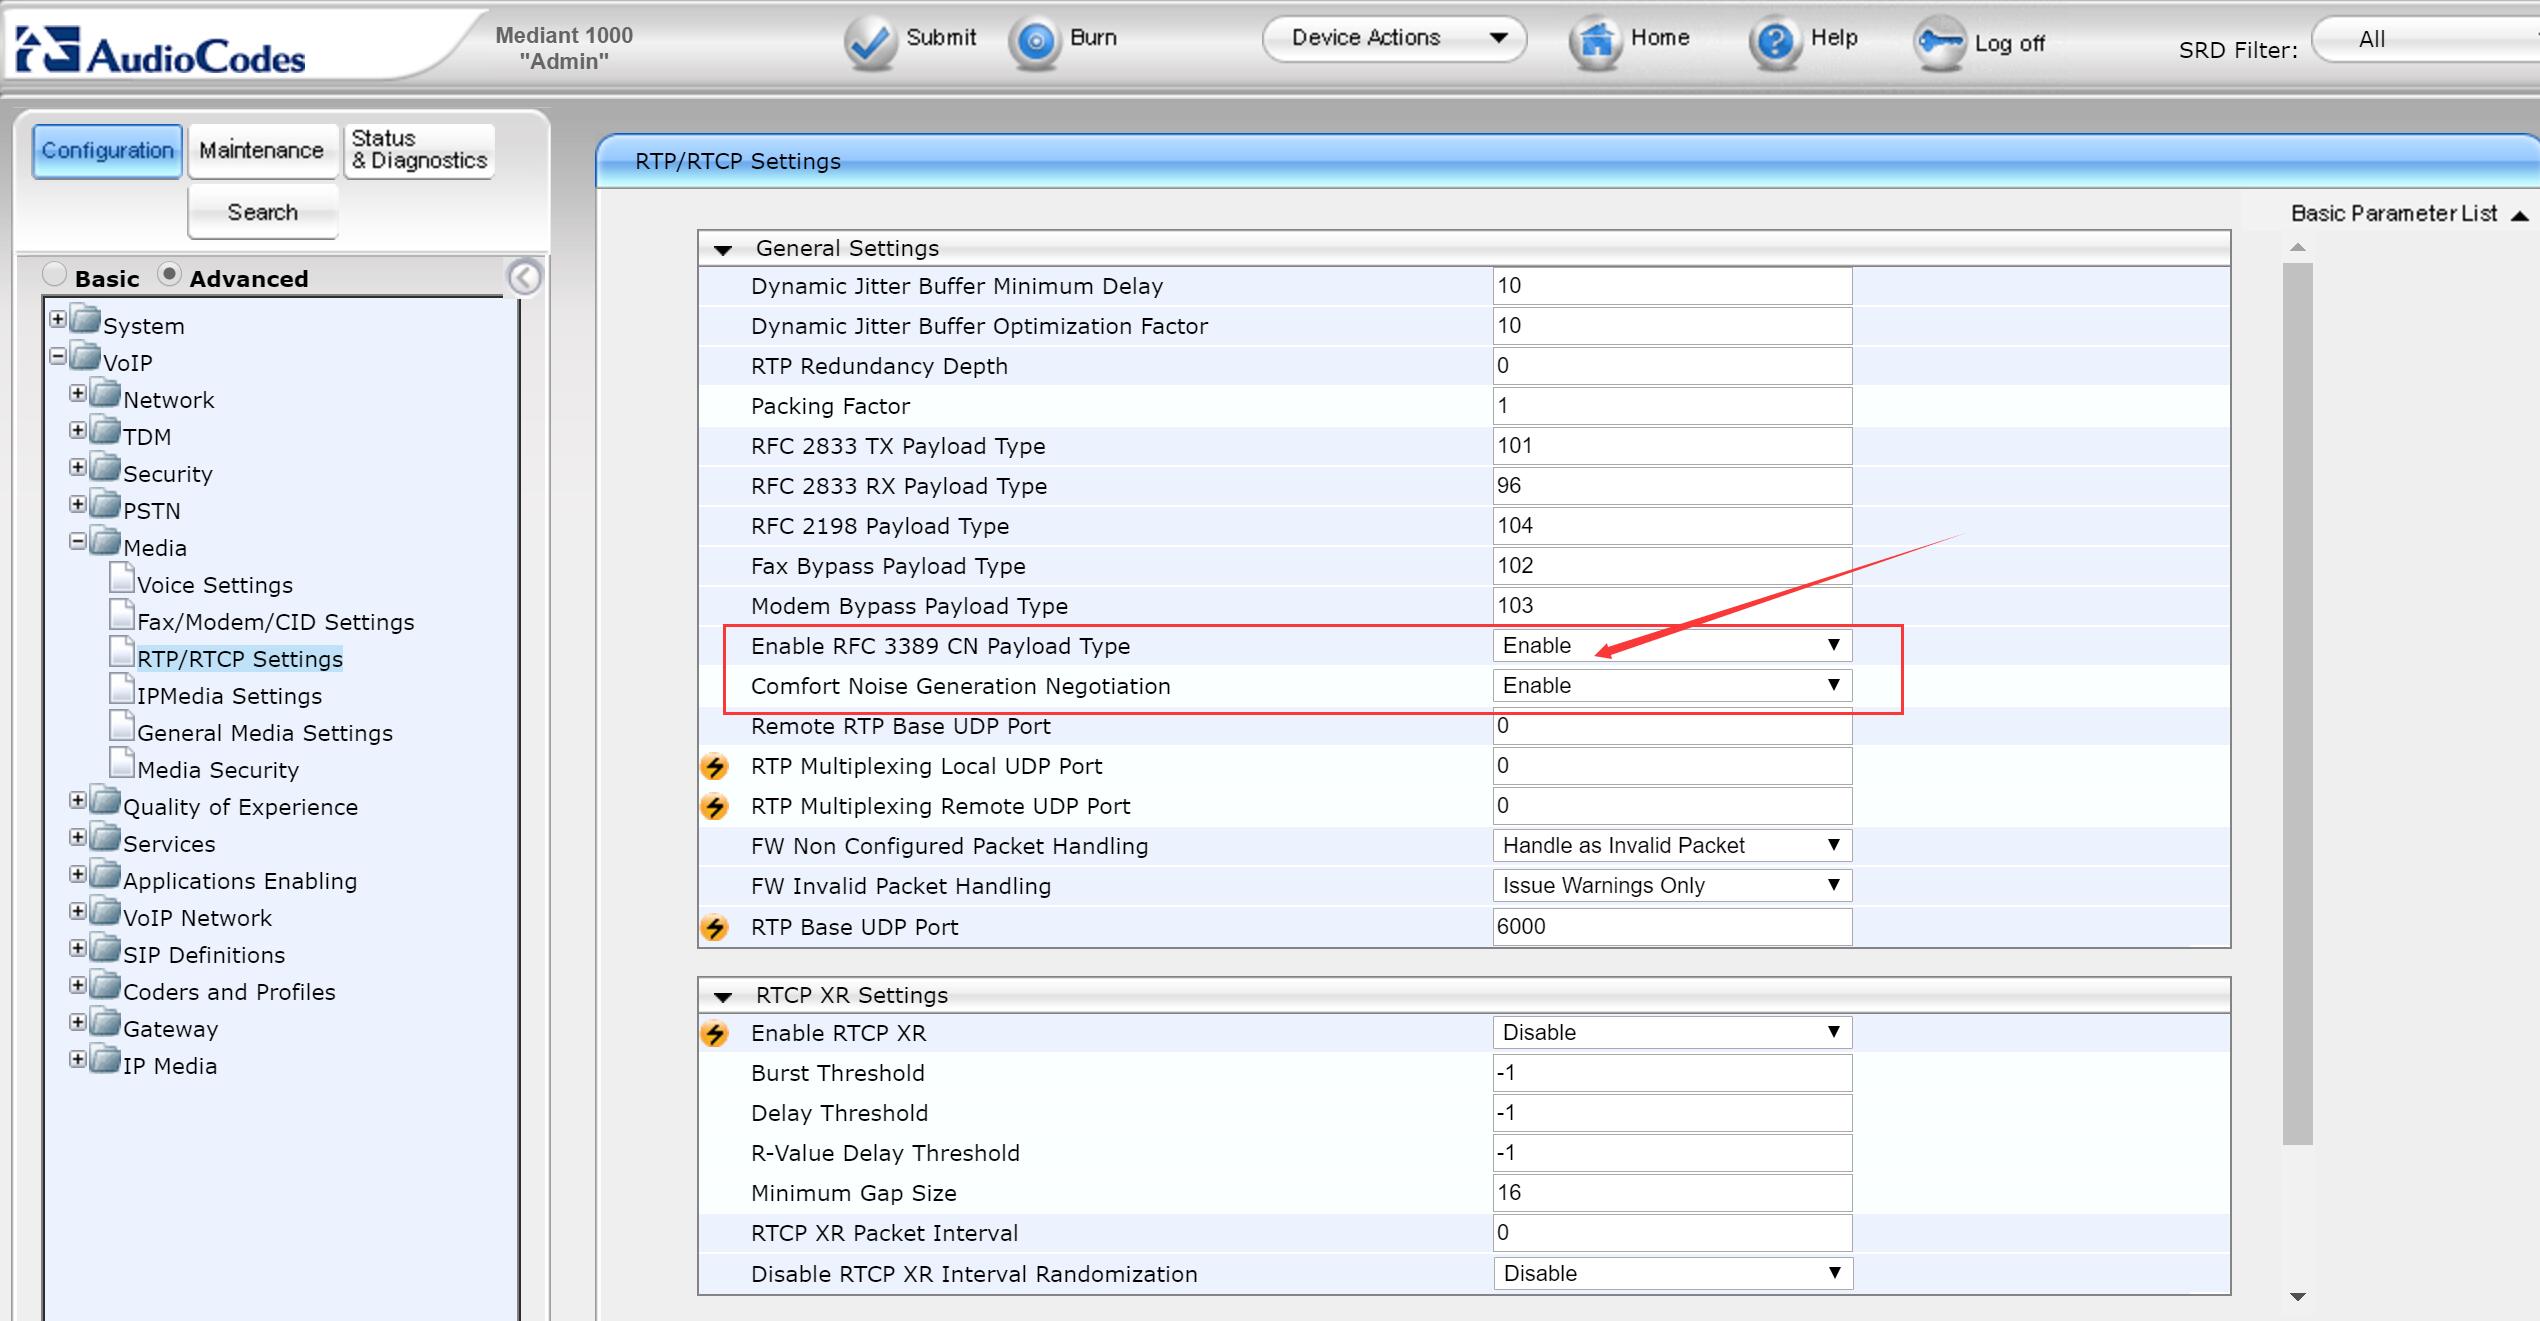 AudioCodes
Mediant 1000
"Admin"
Submit
Burn
Device Actions
Home
Help
Log off
SRD Filter:
All
Configuration
Maintenance
Status
& Diagnostics
Search
Basic
Advanced
System
VoIP
Network
TDM
Security
PSTN
Media
Voice Settings
Fax/Modem/CID Settings
RTP/RTCP Settings
IPMedia Settings
General Media Settings
Media Security
Quality of Experience
Services
Applications Enabling
VoIP Network
SIP Definitions
Coders and Profiles
Gateway
IP Media
RTP/RTCP Settings
Basic Parameter List
General Settings
Dynamic Jitter Buffer Minimum Delay 10
Dynamic Jitter Buffer Optimization Factor 10
RTP Redundancy Depth 0
Packing Factor 1
RFC 2833 TX Payload Type 101
RFC 2833 RX Payload Type 96
RFC 2198 Payload Type 104
Fax Bypass Payload Type 102
Modem Bypass Payload Type 103
Enable RFC 3389 CN Payload Type Enable
Comfort Noise Generation Negotiation Enable
Remote RTP Base UDP Port 0
RTP Multiplexing Local UDP Port 0
RTP Multiplexing Remote UDP Port 0
FW Non Configured Packet Handling Handle as Invalid Packet
FW Invalid Packet Handling Issue Warnings Only
RTP Base UDP Port 6000
RTCP XR Settings
Enable RTCP XR Disable
Burst Threshold -1
Delay Threshold -1
R-Value Delay Threshold -1
Minimum Gap Size 16
RTCP XR Packet Interval 0
Disable RTCP XR Interval Randomization Disable